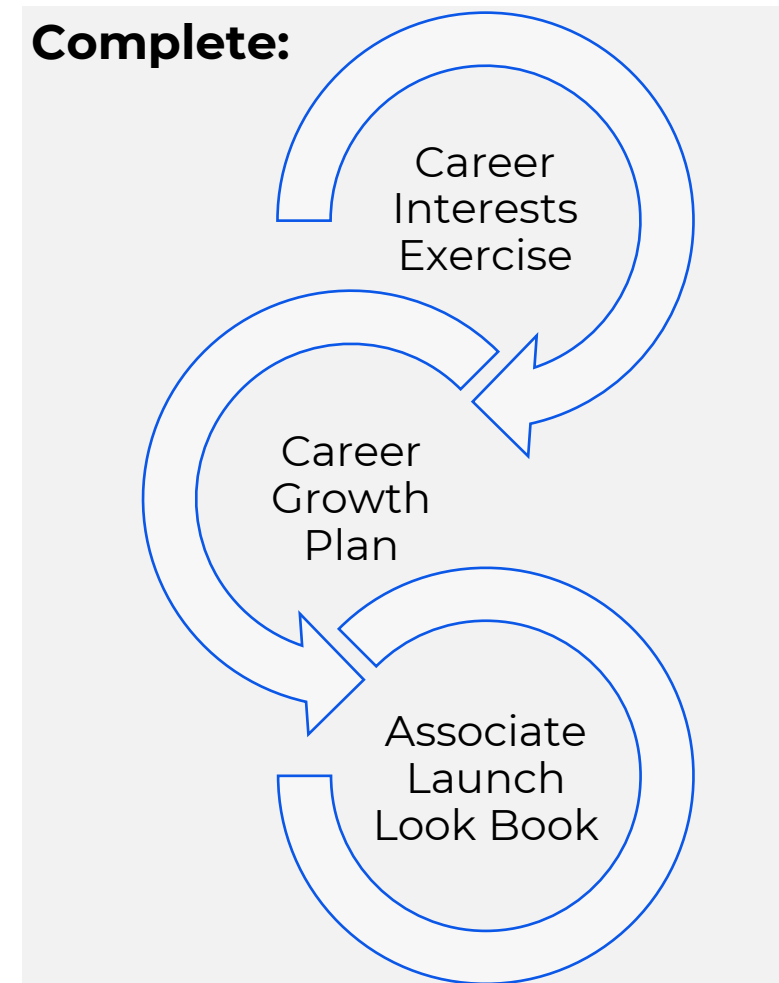 Complete:
Career
Interests
Exercise
Career
Growth
Plan
Associate
Launch
Look Book